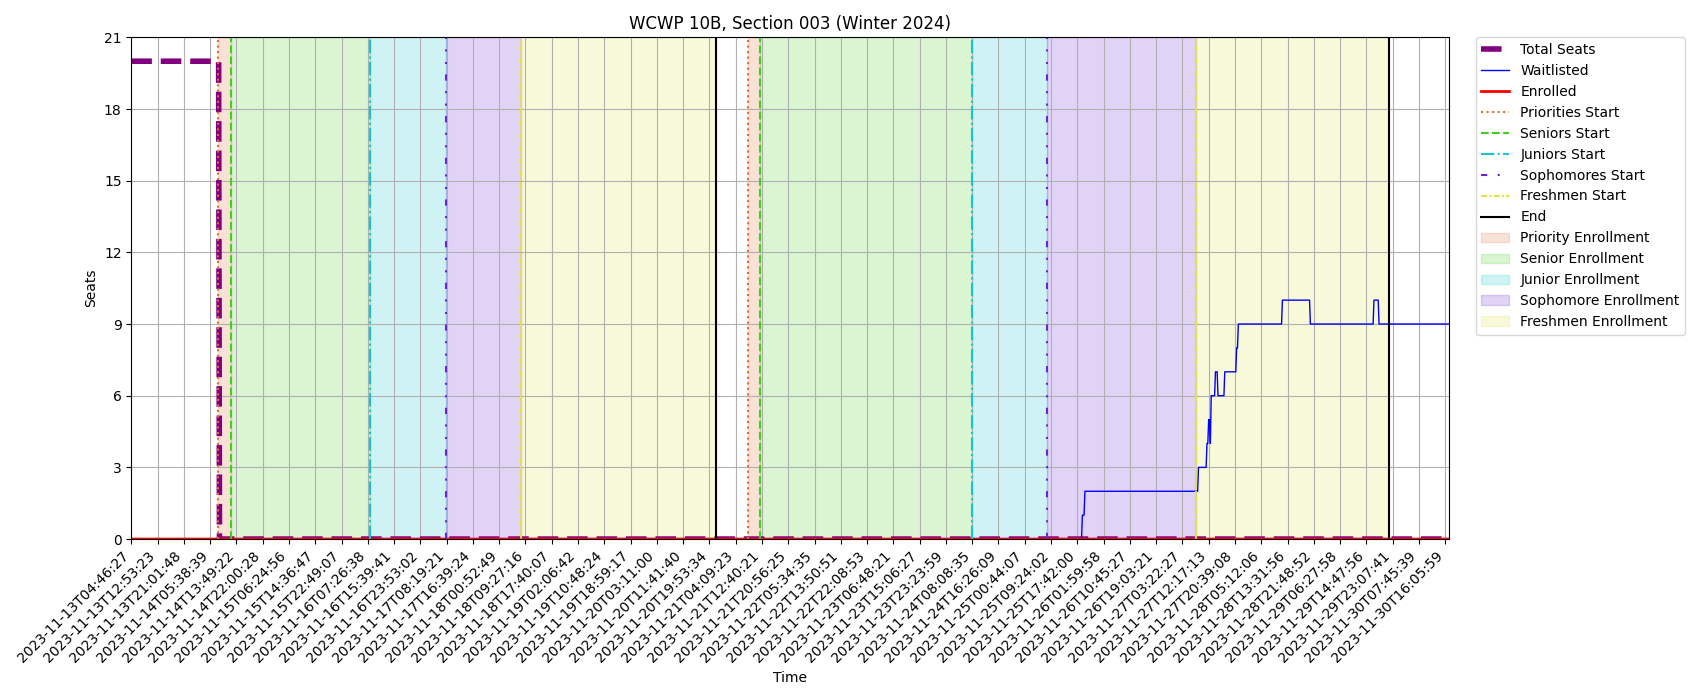 WCWP 10B, Section 003 (Winter 2024)
21
18
15
12
9
6
3
0
Seats
2023-11-13T04:46:27
2023-11-13T12:53:23
2023-11-13T21:01:48
2023-11-14T05:38:39
2023-11-14T13:49:22
2023-11-14T22:00:28
2023-11-15T06:24:56
2023-11-15T14:36:47
2023-11-15T22:49:07
2023-11-16T07:26:38
2023-11-16T15:39:41
2023-11-16T23:53:02
2023-11-17T08:19:21
2023-11-17T16:39:24
2023-11-18T00:52:49
2023-11-18T09:27:16
2023-11-18T17:40:07
2023-11-19T02:06:42
2023-11-19T10:48:24
2023-11-19T18:59:17
2023-11-20T03:11:00
2023-11-20T11:41:40
2023-11-20T19:53:34
2023-11-21T04:09:23
2023-11-21T12:40:21
2023-11-21T20:56:25
2023-11-22T05:34:35
2023-11-22T13:50:51
2023-11-22T22:08:53
2023-11-23T06:48:21
2023-11-23T15:06:27
2023-11-23T23:23:59
2023-11-24T08:08:35
2023-11-24T16:26:09
2023-11-25T00:44:07
2023-11-25T09:24:02
2023-11-25T17:42:00
2023-11-26T01:59:58
2023-11-26T10:45:27
2023-11-26T19:03:21
2023-11-27T03:22:27
2023-11-27T12:17:13
2023-11-27T20:39:08
2023-11-28T05:12:06
2023-11-28T13:31:56
2023-11-28T21:48:52
2023-11-29T06:27:58
2023-11-29T14:47:56
2023-11-29T23:07:41
2023-11-30T07:45:39
2023-11-30T16:05:59
Time
Total Seats
Waitlisted
Enrolled
Priorities Start
Seniors Start
Juniors Start
Sophomores Start
Freshmen Start
End
Priority Enrollment
Senior Enrollment
Junior Enrollment
Sophomore Enrollment
Freshmen Enrollment